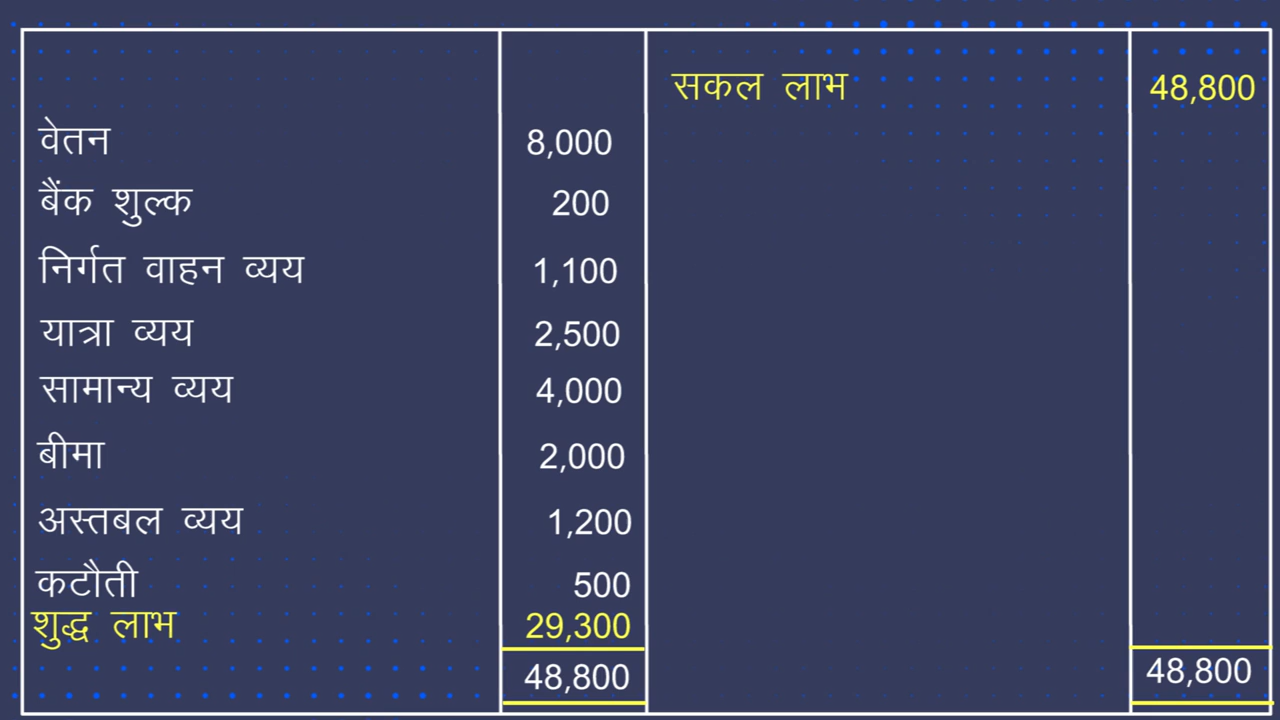 सकल लाभ 48,800
वेतन 8,000
बैंक शुल्क 200
निर्गत वाहन व्यय 1,100
यात्रा व्यय 2,500
सामान्य व्यय 4,000
बीमा 2,000
अस्तबल व्यय 1,200
कटौती 500
शुद्ध लाभ 29,300
48,800 48,800